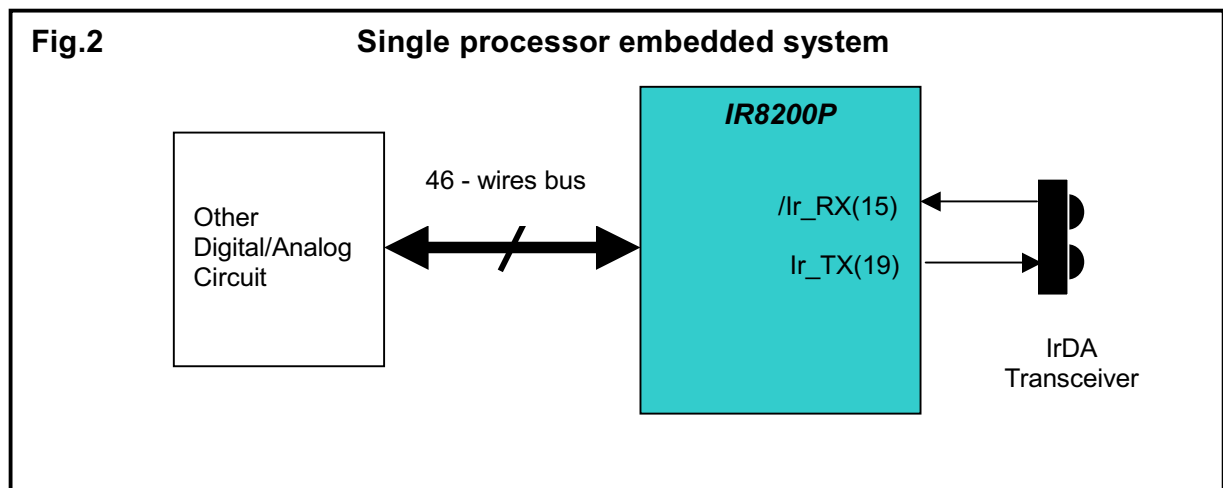 Fig.2
Single processor embedded system
IR8200P
46 - wires bus
Other
Digital/Analog
Circuit
/Ir_RX(15)
Ir_TX(19)
IrDA
Transceiver